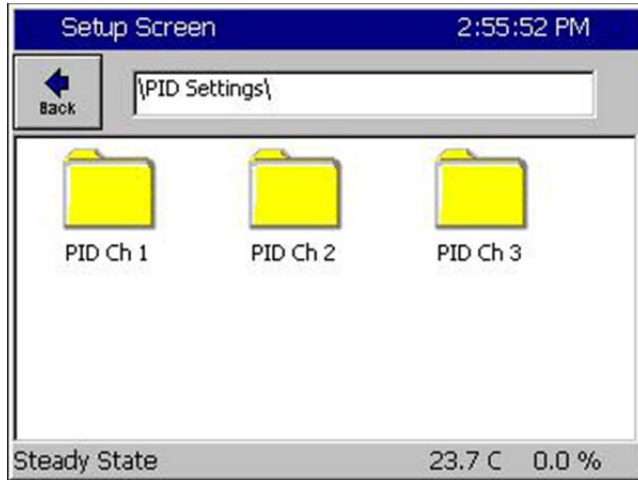 Setup Screen 2:55:52 PM
Back
\PID Settings\
PID Ch 1 PID Ch 2 PID Ch 3
Steady State 23.7 C 0.0 %